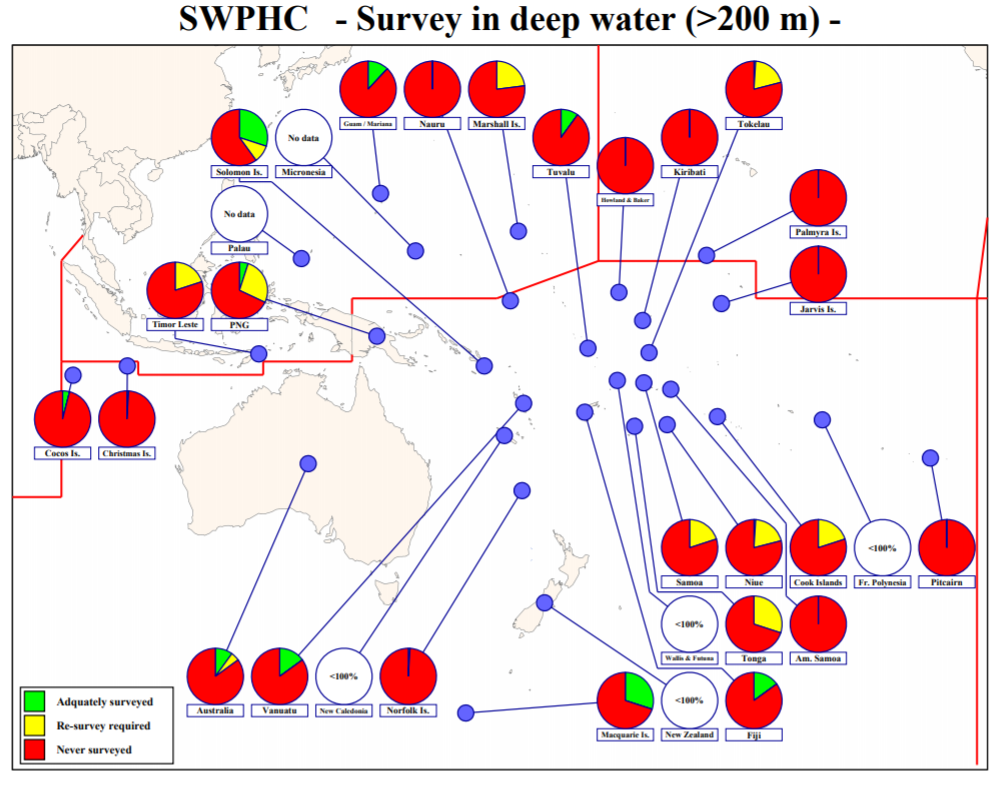 SWPHC - Survey in deep water (>200 m) -
Guam / Mariana
Nauru
Marshall Is.
Tokelau
No data
Solomon Is.
Micronesia
Tuvalu
Howland & Baker
Kiribati
No data
Palau
Palmyra Is.
Timor Leste
PNG
Jarvis Is.
Cocos Is.
Christmas Is.
<100%
Samoa
Niue
Cook Islands
Fr. Polynesia
Pitcairn
<100%
Wallis & Futuna
Tonga
Am. Samoa
<100%
Australia
Vanuatu
New Caledonia
Norfolk Is.
<100%
Macquarie Is.
New Zealand
Fiji
Adquately surveyed
Re-survey required
Never surveyed